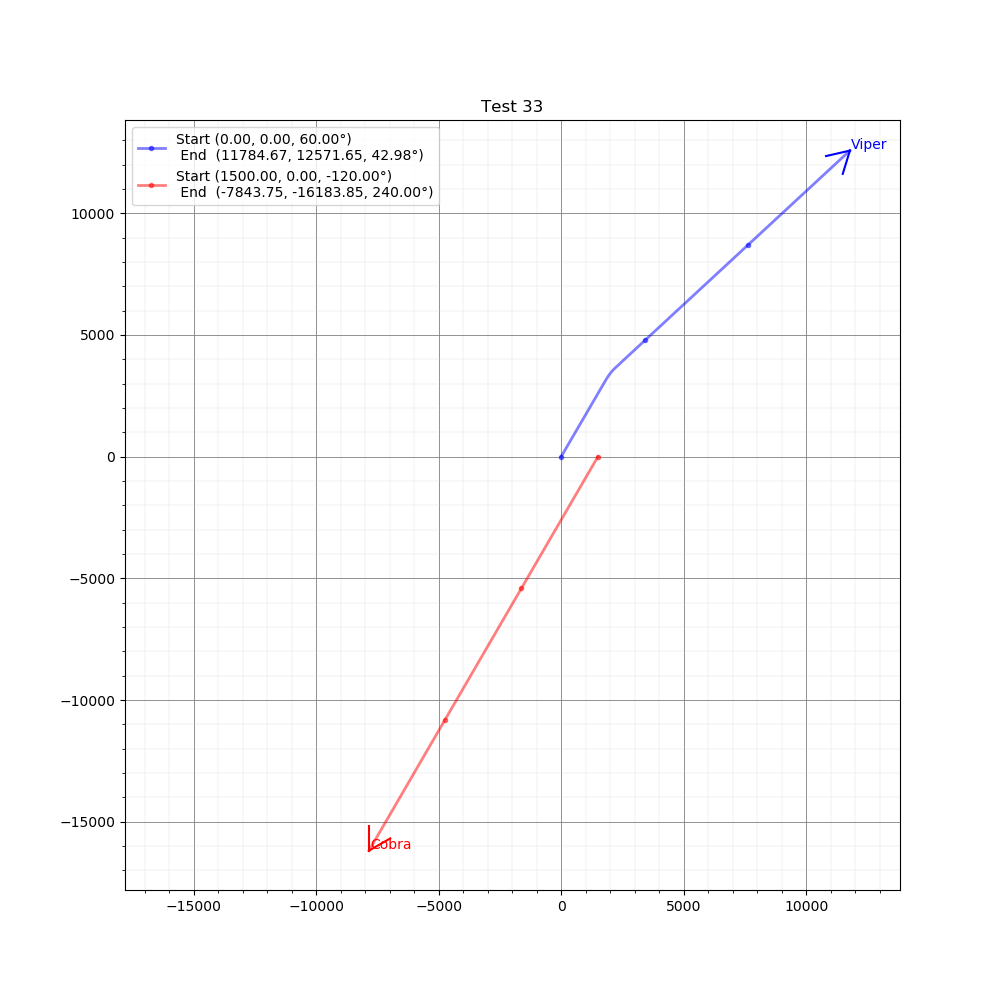 Test 33
Start (0.00, 0.00, 60.00°)
End (11784.67, 12571.65, 42.98°)
Start (1500.00, 0.00, -120.00°)
End (-7843.75, -16183.85, 240.00°)
Viper
Cobra
10000
5000
0
−5000
−10000
−15000
−15000
−10000
−5000
0
5000
10000